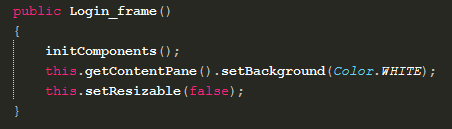 public Login_frame()
{
initComponents();
this.getContentPane().setBackground(Color.WHITE);
this.setResizable(false);
}